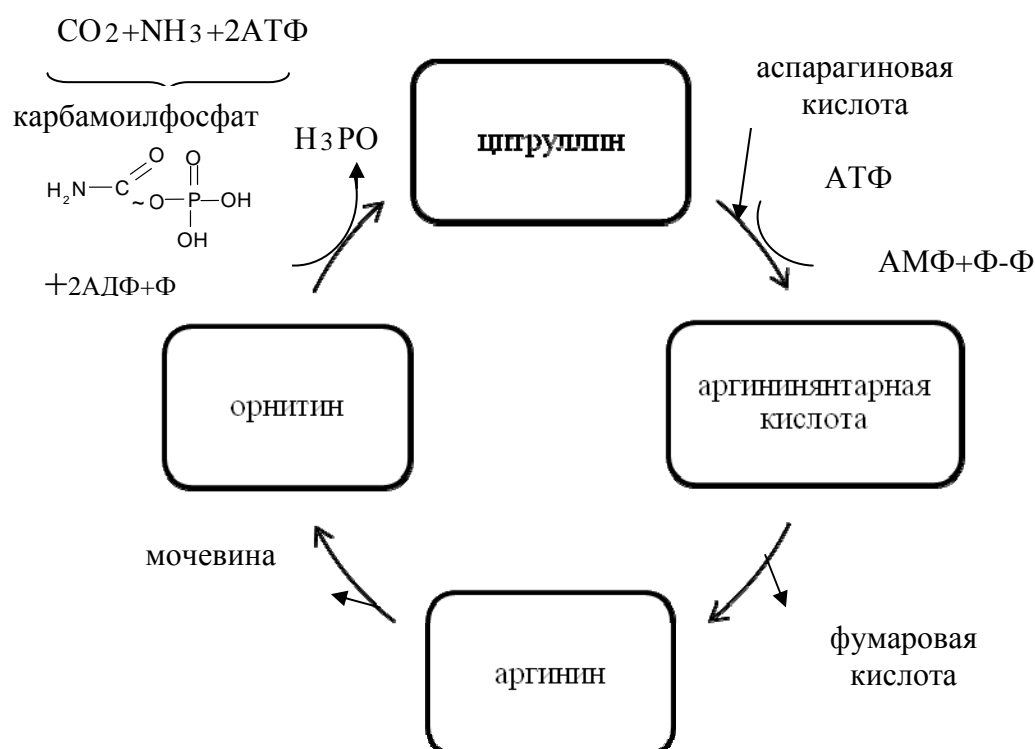 CO2+NH3+2АТФ
карбамоилфосфат
H3PO
O
O
H2N—C
~O—P—OH
OH
+2АДФ+Ф
цитруллин
аспарагиновая
кислота
АТФ
АМФ+Ф-Ф
орнитин
аргининянтарная
кислота
мочевина
аргинин
фумаровая
кислота